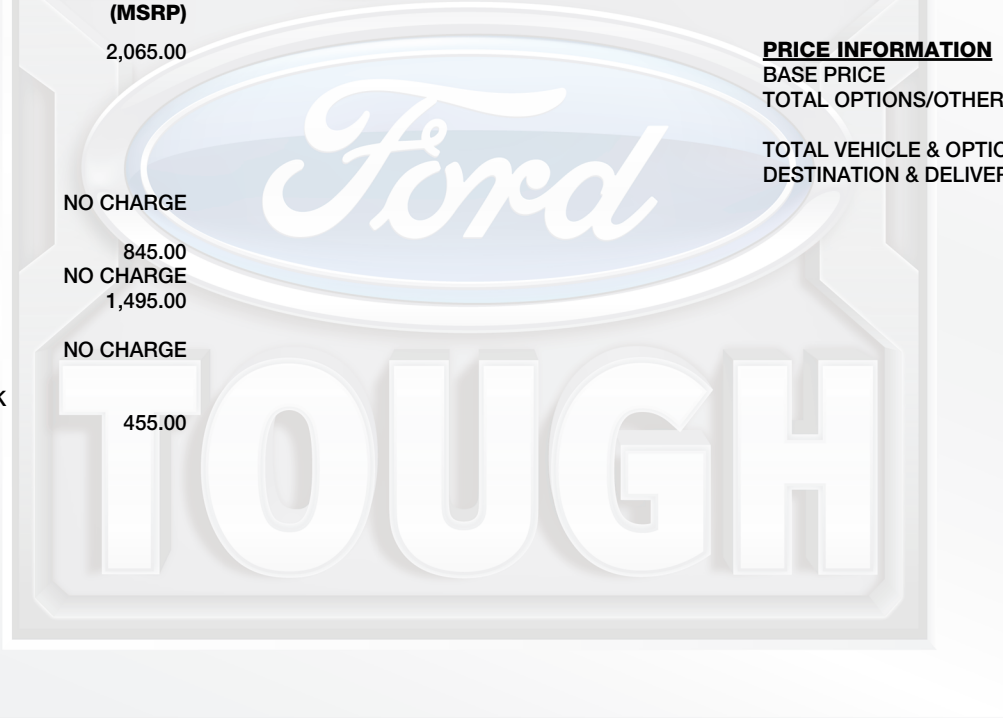 (MSRP)
2,065.00
NO CHARGE
845.00
NO CHARGE
1,495.00
NO CHARGE
K
455.00
PRICE INFORMATION
BASE PRICE
TOTAL OPTIONS/OTHER
TOTAL VEHICLE & OPTIO
DESTINATION & DELIVER
Ford
TOUGH